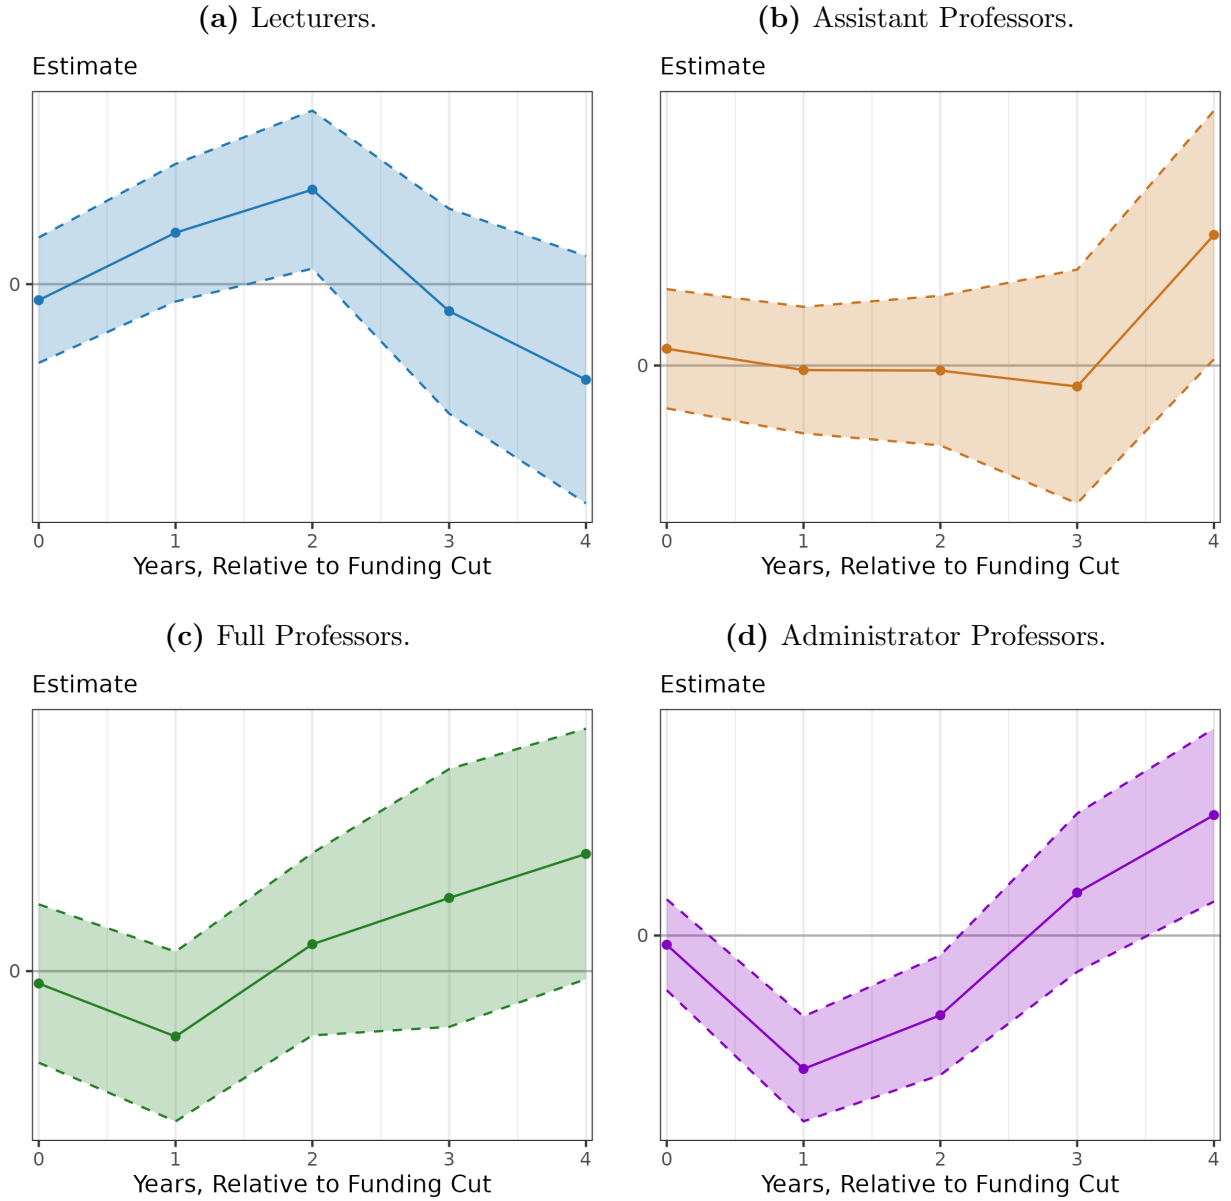 (a) Lecturers.
Estimate
0
0 1 2 3 4
Years, Relative to Funding Cut
(b) Assistant Professors.
Estimate
0
0 1 2 3 4
Years, Relative to Funding Cut
(c) Full Professors.
Estimate
0
0 1 2 3 4
Years, Relative to Funding Cut
(d) Administrator Professors.
Estimate
0
0 1 2 3 4
Years, Relative to Funding Cut